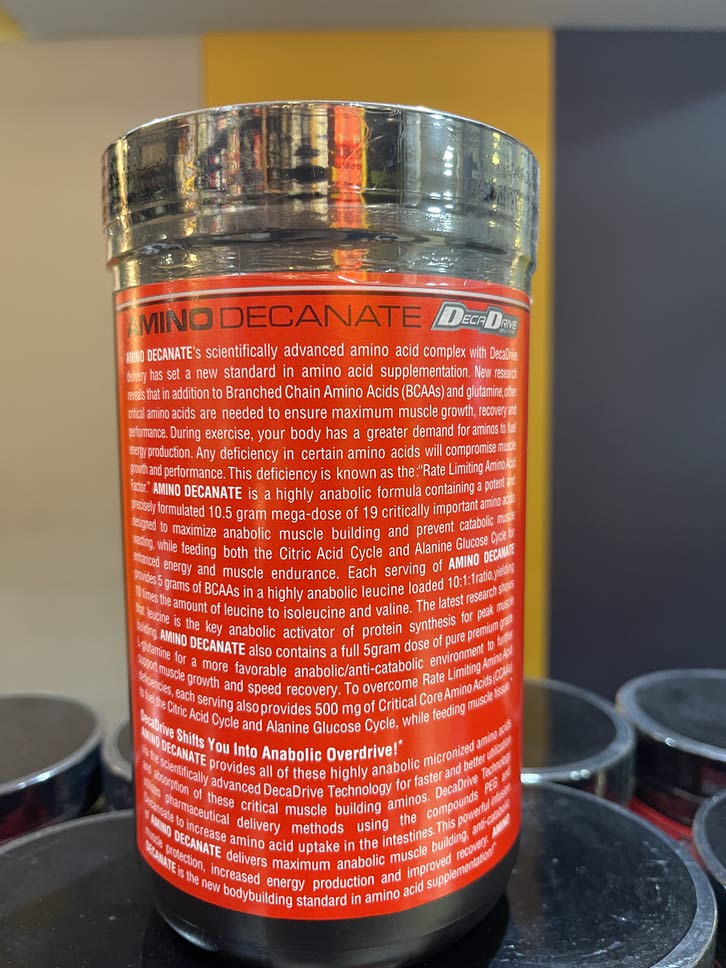 AMINO DECANATE DECADRIVE
AMINO DECANATE's scientifically advanced amino acid complex with DecaDrive
delivery has set a new standard in amino acid supplementation. New research
reveals that in addition to Branched Chain Amino Acids (BCAAs) and glutamine, other
critical amino acids are needed to ensure maximum muscle growth, recovery and
performance. During exercise, your body has a greater demand for aminos to fuel
energy production. Any deficiency in certain amino acids will compromise muscle
growth and performance. This deficiency is known as the: "Rate Limiting Amino Acid
Factor." AMINO DECANATE is a highly anabolic formula containing a potent and
precisely formulated 10.5 gram mega-dose of 19 critically important amino acids
designed to maximize anabolic muscle building and prevent catabolic muscle
wasting, while feeding both the Citric Acid Cycle and Alanine Glucose Cycle for
enhanced energy and muscle endurance. Each serving of AMINO DECANATE
provides 5 grams of BCAAs in a highly anabolic leucine loaded 10:1:1 ratio, yielding
10 times the amount of leucine to isoleucine and valine. The latest research shows
that leucine is the key anabolic activator of protein synthesis for peak muscle
building. AMINO DECANATE also contains a full 5gram dose of pure premium grade
L-glutamine for a more favorable anabolic/anti-catabolic environment to further
support muscle growth and speed recovery. To overcome Rate Limiting Amino Acid
deficiencies, each serving also provides 500 mg of Critical Core Amino Acids (CCAAs)
to fuel the Citric Acid Cycle and Alanine Glucose Cycle, while feeding muscle tissue.*
DecaDrive Shifts You Into Anabolic Overdrive!*
AMINO DECANATE provides all of these highly anabolic micronized amino acids
via the scientifically advanced DecaDrive Technology for faster and better utilization
and absorption of these critical muscle building aminos. DecaDrive Technology
utilizes pharmaceutical delivery methods using the compounds PEG and
Decanate to increase amino acid uptake in the intestines. This powerful infusion
of AMINO DECANATE delivers maximum anabolic muscle building, anti-catabolic
muscle protection, increased energy production and improved recovery. AMINO
DECANATE is the new bodybuilding standard in amino acid supplementation!*